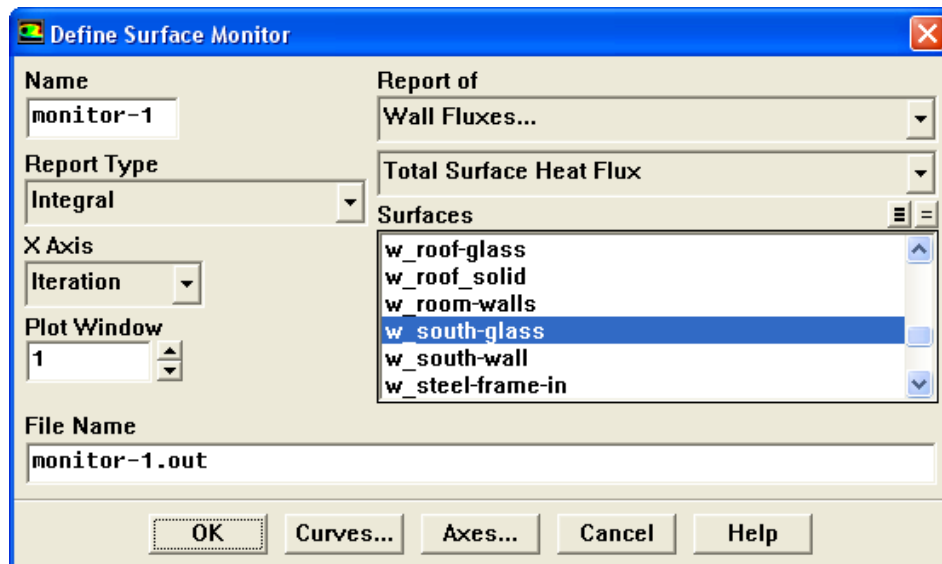 Define Surface Monitor
Name
monitor-1
Report Type
Integral
X Axis
Iteration
Plot Window
1
Report of
Wall Fluxes...
Total Surface Heat Flux
Surfaces
w_roof-glass
w_roof_solid
w_room-walls
w_south-glass
w_south-wall
w_steel-frame-in
File Name
monitor-1.out
OK
Curves...
Axes...
Cancel
Help